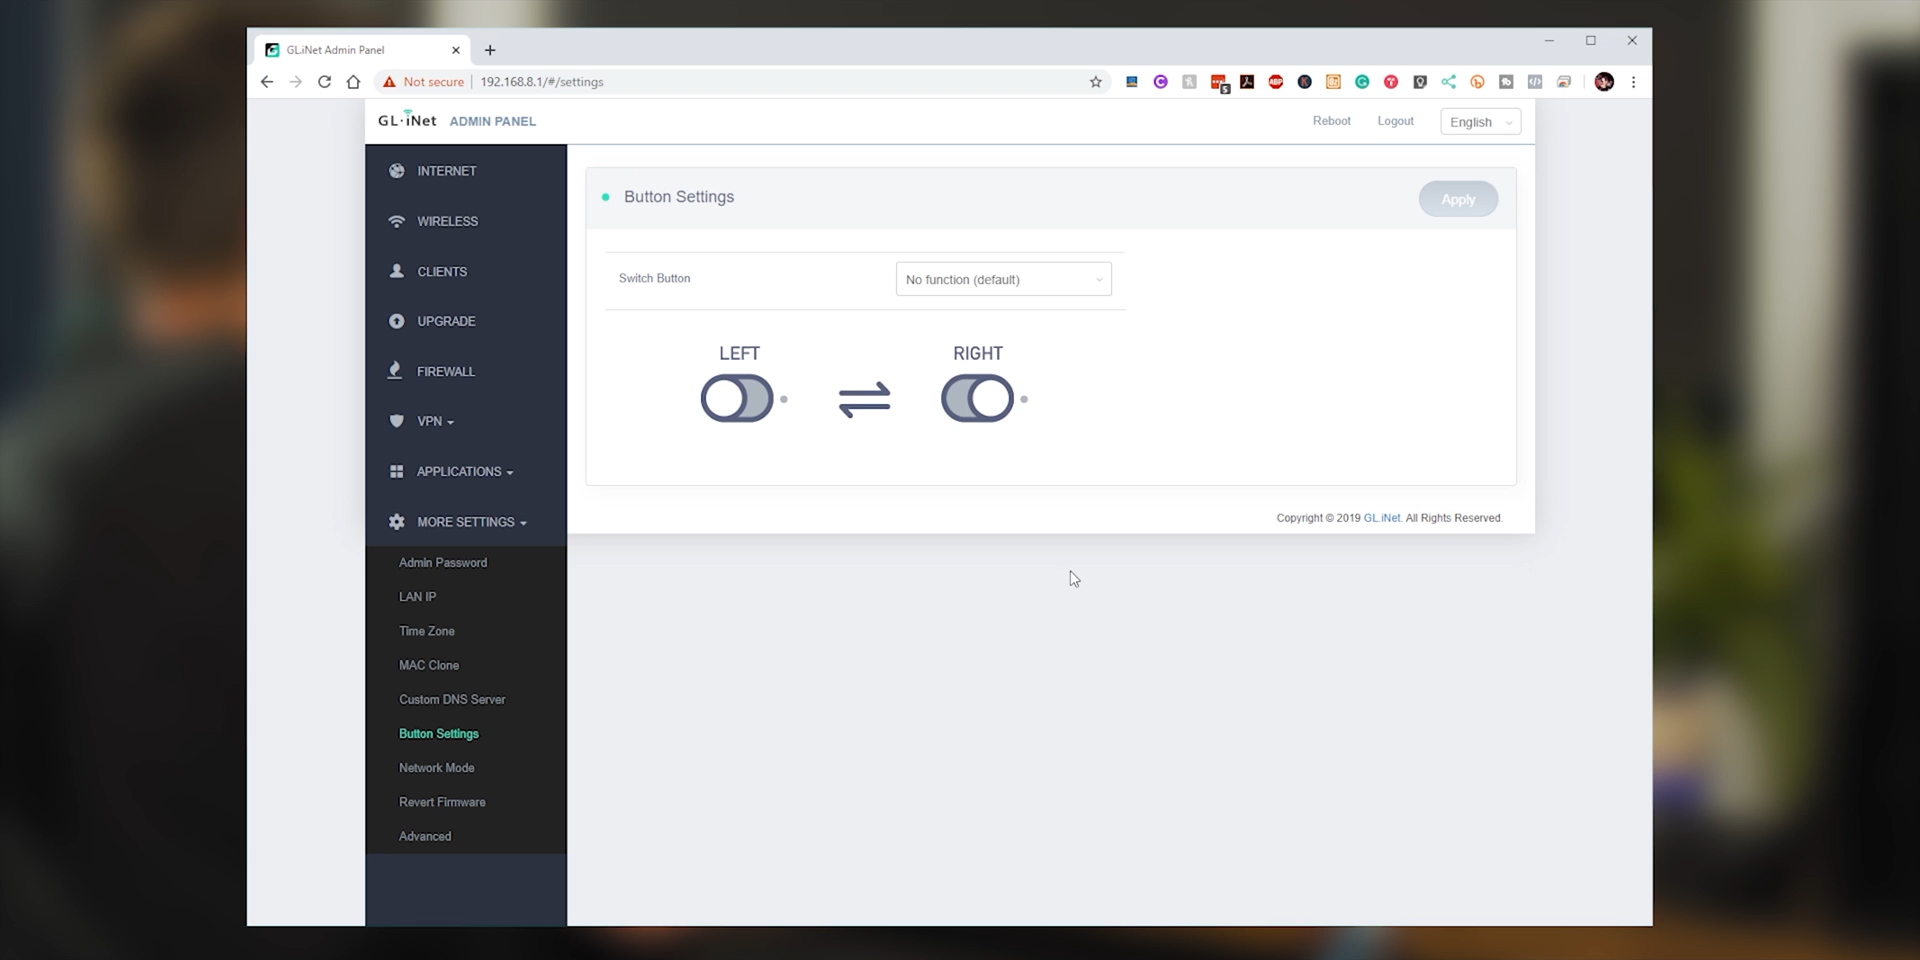 GL.iNet Admin Panel
Not secure
192.168.8.1/#/settings
ABP
5
GL·iNet ADMIN PANEL
Reboot
Logout
English
INTERNET
WIRELESS
CLIENTS
UPGRADE
FIREWALL
VPN
APPLICATIONS
MORE SETTINGS
Admin Password
LAN IP
Time Zone
MAC Clone
Custom DNS Server
Button Settings
Network Mode
Revert Firmware
Advanced
Button Settings
Apply
Switch Button
No function (default)
LEFT
RIGHT
Copyright © 2019 GL.iNet. All Rights Reserved.